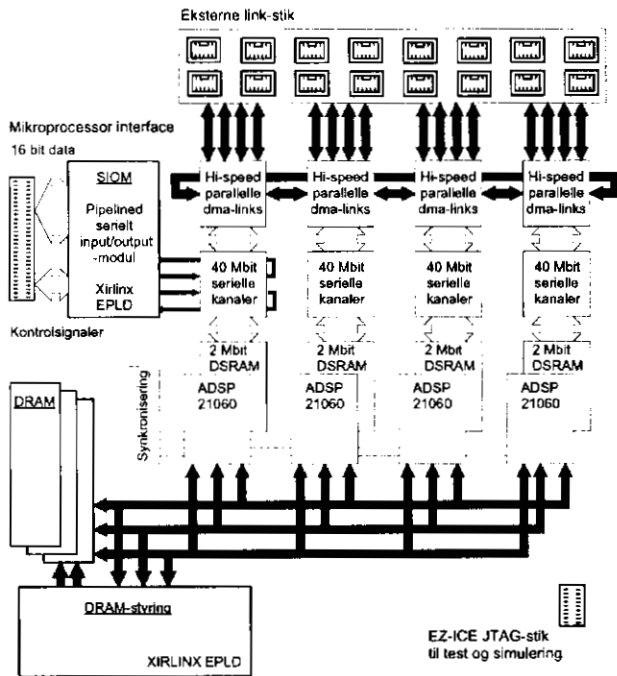 Eksterne link-stik
Mikroprocessor interface
16 bit data
SIOM
Pipelined
serielt
input/output
-modul
Xirlinx
EPLD
Hi-speed
parallelle
dma-links
Hi-speed
parallelle
dma-links
Hi-speed
parallelle
dma-links
Hi-speed
parallelle
dma-links
40 Mbit
serielle
kanaler
40 Mbit
serielle
kanaler
40 Mbit
serielle
kanaler
40 Mbit
serielle
kanaler
Kontrolsignaler
2 Mbit
DSRAM
2 Mbit
DSRAM
2 Mbit
DSRAM
2 Mbit
DSRAM
Synkronisering
ADSP
21060
ADSP
21060
ADSP
21060
ADSP
21060
DRAM
DRAM-styring
XIRLINX EPLD
EZ-ICE JTAG-stik
til test og simulering